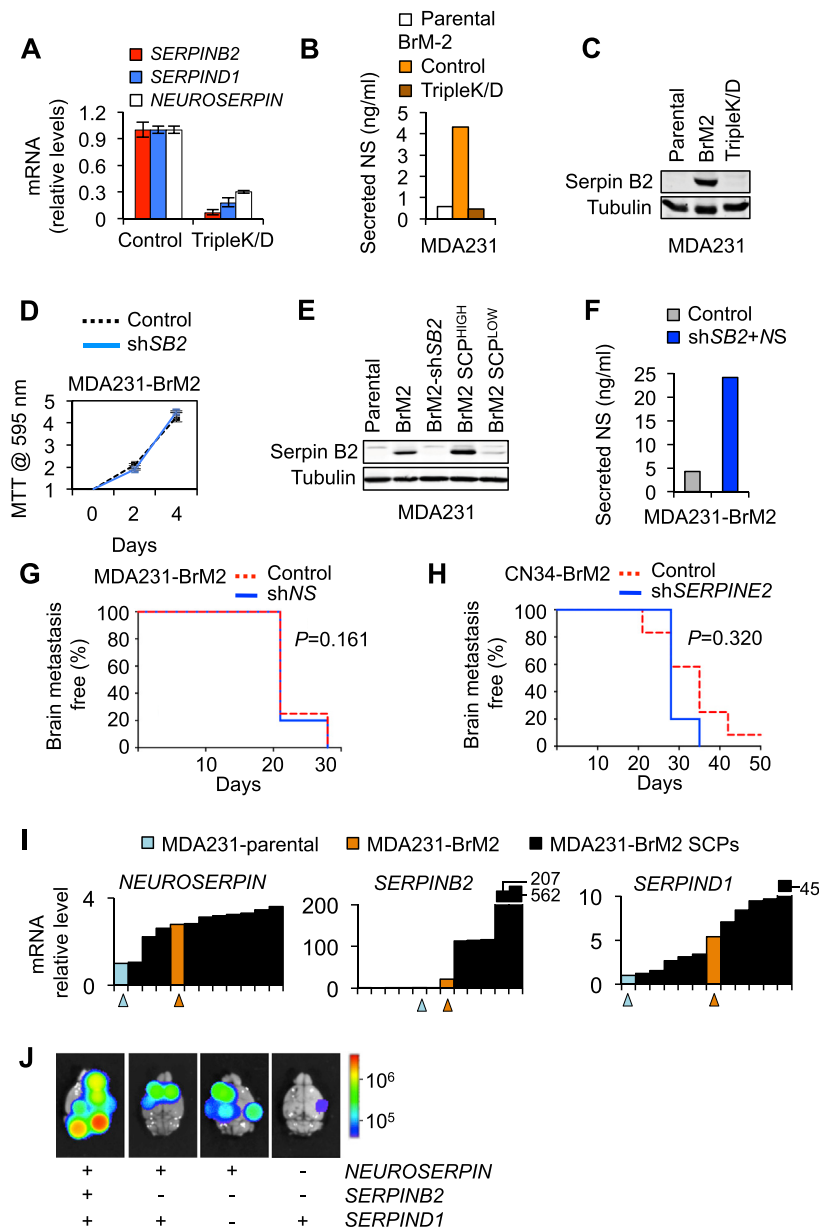 A
SERPINB2
SERPIND1
NEUROSERPIN
mRNA
(relative levels)
1.2
0.9
0.6
0.3
0
Control TripleK/D
B
Parental
BrM-2
Control
TripleK/D
Secreted NS (ng/ml)
5
4
3
2
1
0
MDA231
C
Parental
BrM2
TripleK/D
Serpin B2
Tubulin
MDA231
D
Control
shSB2
MDA231-BrM2
MTT @ 595 nm
5
4
3
2
1
0 2 4
Days
E
Parental
BrM2
BrM2-shSB2
BrM2 SCPHIGH
BrM2 SCPLOW
Serpin B2
Tubulin
MDA231
F
Control
shSB2+NS
Secreted NS (ng/ml)
25
20
15
10
5
0
MDA231-BrM2
G
MDA231-BrM2
Control
shNS
Brain metastasis
free (%)
100
80
60
40
20
0
P=0.161
10 20 30
Days
H
CN34-BrM2
Control
shSERPINE2
Brain metastasis
free (%)
100
80
60
40
20
0
P=0.320
10 20 30 40 50
Days
I
MDA231-parental MDA231-BrM2 MDA231-BrM2 SCPs
mRNA
relative level
NEUROSERPIN
4
2
0
SERPINB2
200
100
0
207
562
SERPIND1
10
5
0
45
J
10⁶
10⁵
+ + + - NEUROSERPIN
+ - - - SERPINB2
+ + - + SERPIND1